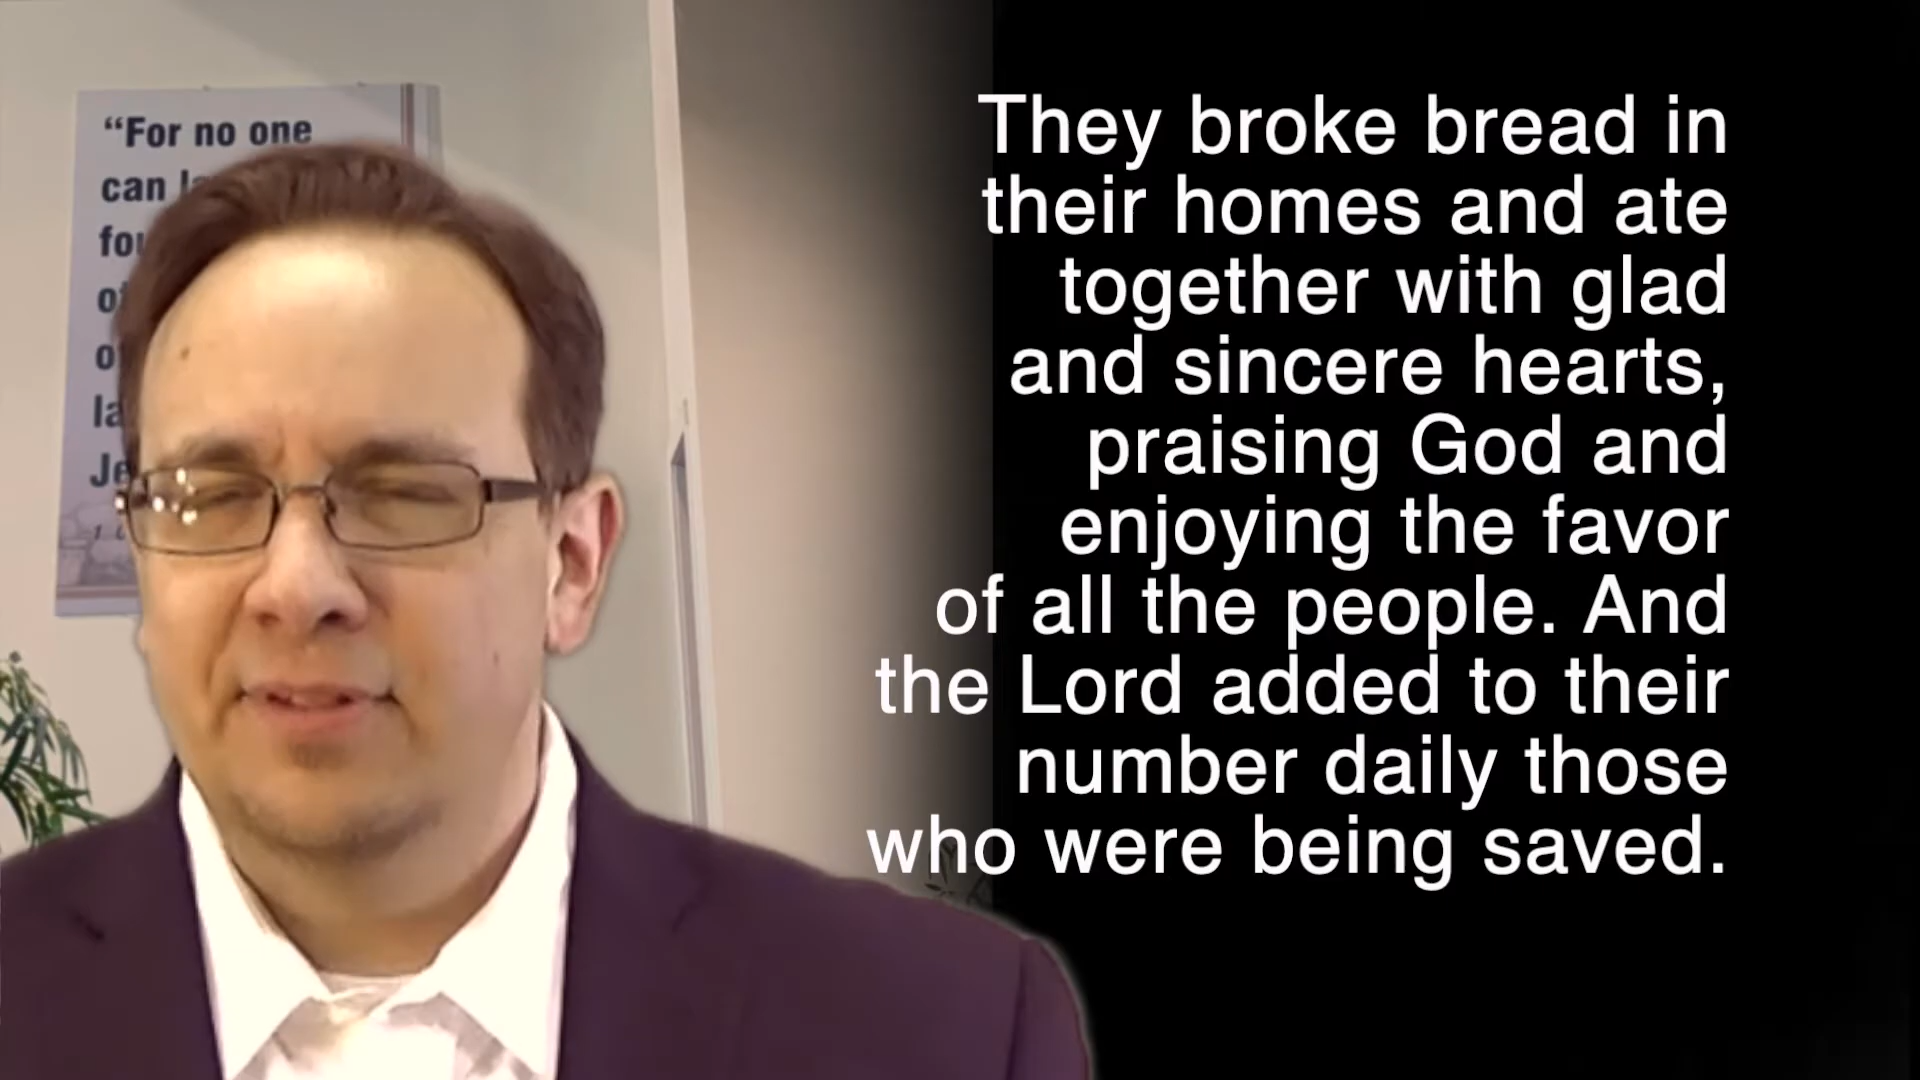 “For no one
can
Je
They broke bread in
their homes and ate
together with glad
and sincere hearts,
praising God and
enjoying the favor
of all the people. And
the Lord added to their
number daily those
who were being saved.